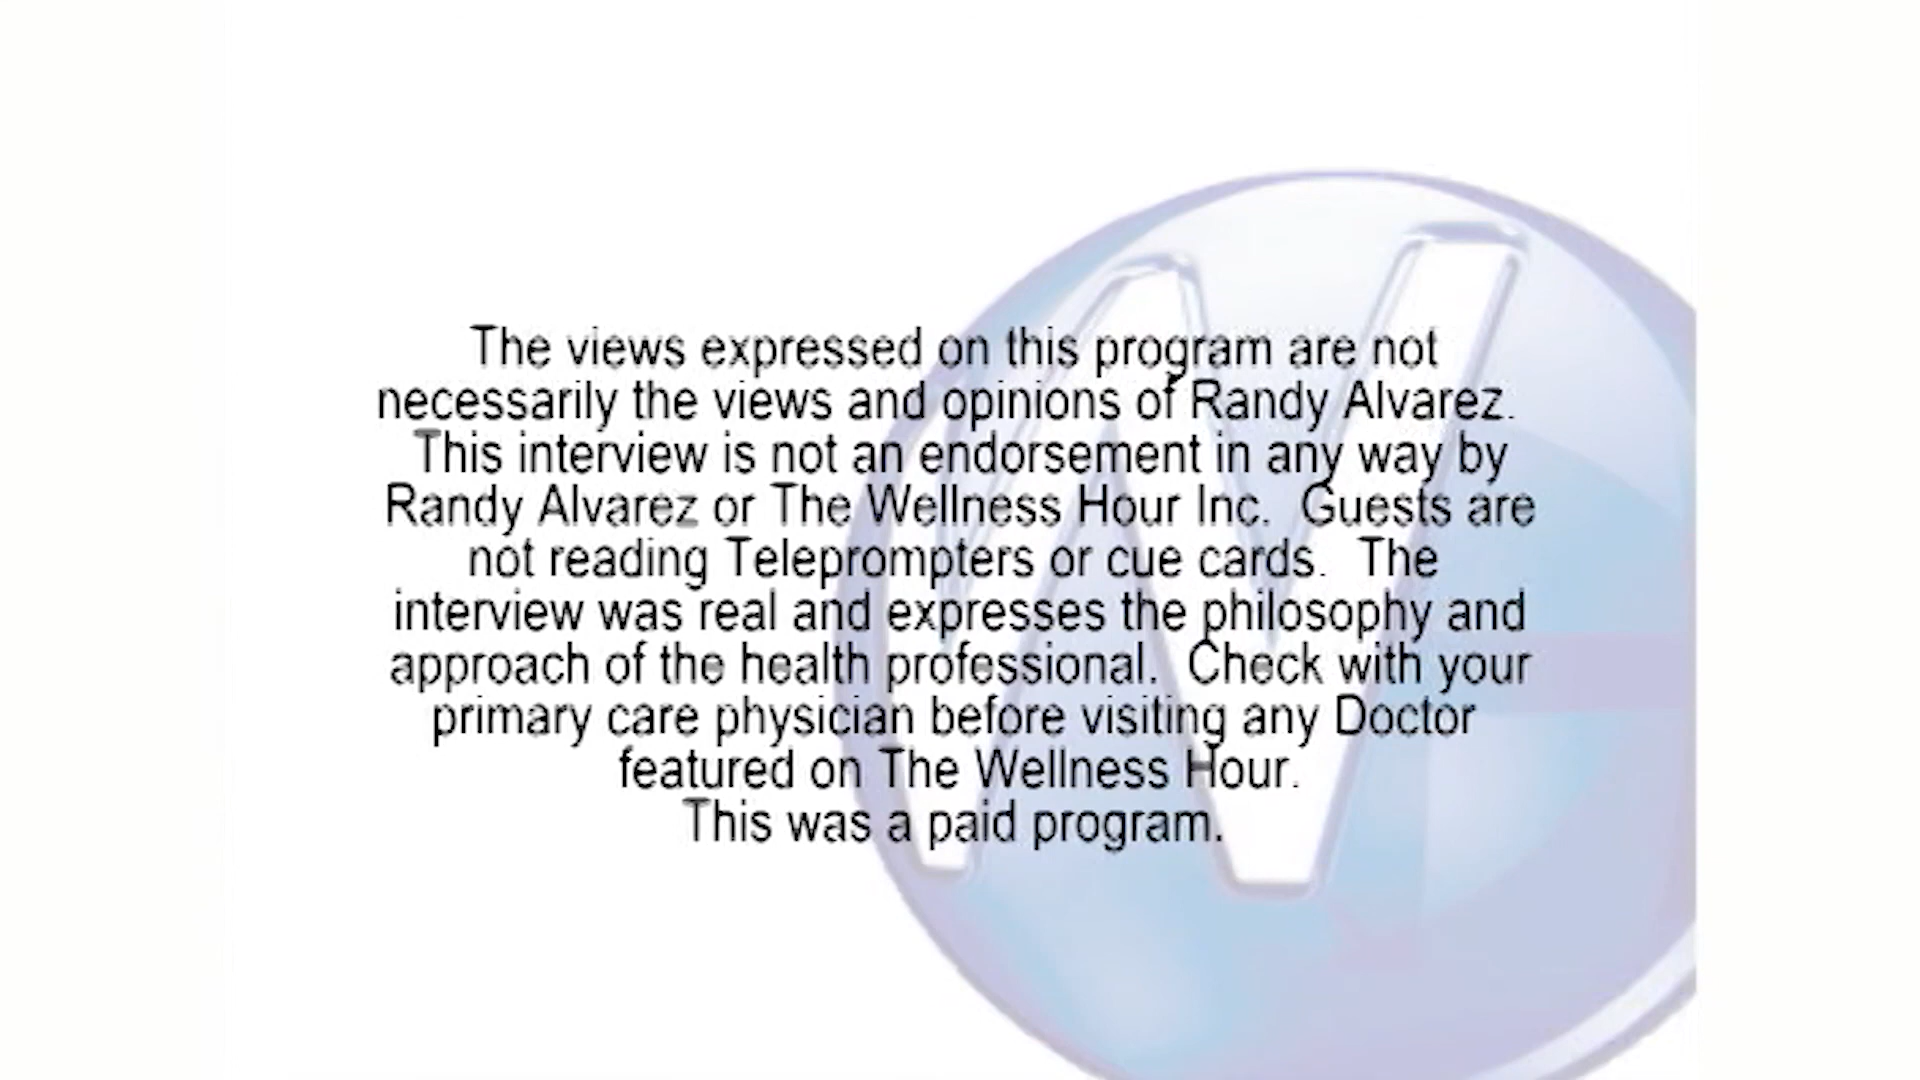 The views expressed on this program are not
necessarily the views and opinions of Randy Alvarez.
This interview is not an endorsement in any way by
Randy Alvarez or The Wellness Hour Inc.  Guests are
not reading Teleprompters or cue cards.  The
interview was real and expresses the philosophy and
approach of the health professional.  Check with your
primary care physician before visiting any Doctor
featured on The Wellness Hour.
This was a paid program.